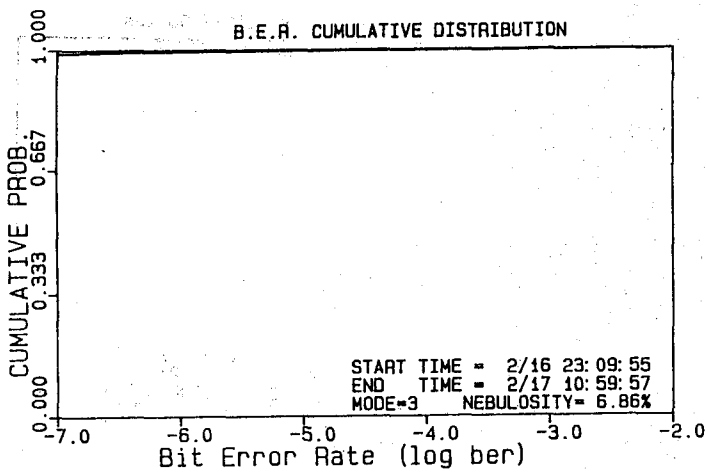 B.E.R. CUMULATIVE DISTRIBUTION
CUMULATIVE PROB.
1.000
0.667
0.333
0.000
START TIME = 2/16 23:09:55
END TIME = 2/17 10:59:57
MODE=3 NEBULOSITY= 6.86%
-7.0 -6.0 -5.0 -4.0 -3.0 -2.0
Bit Error Rate (log ber)